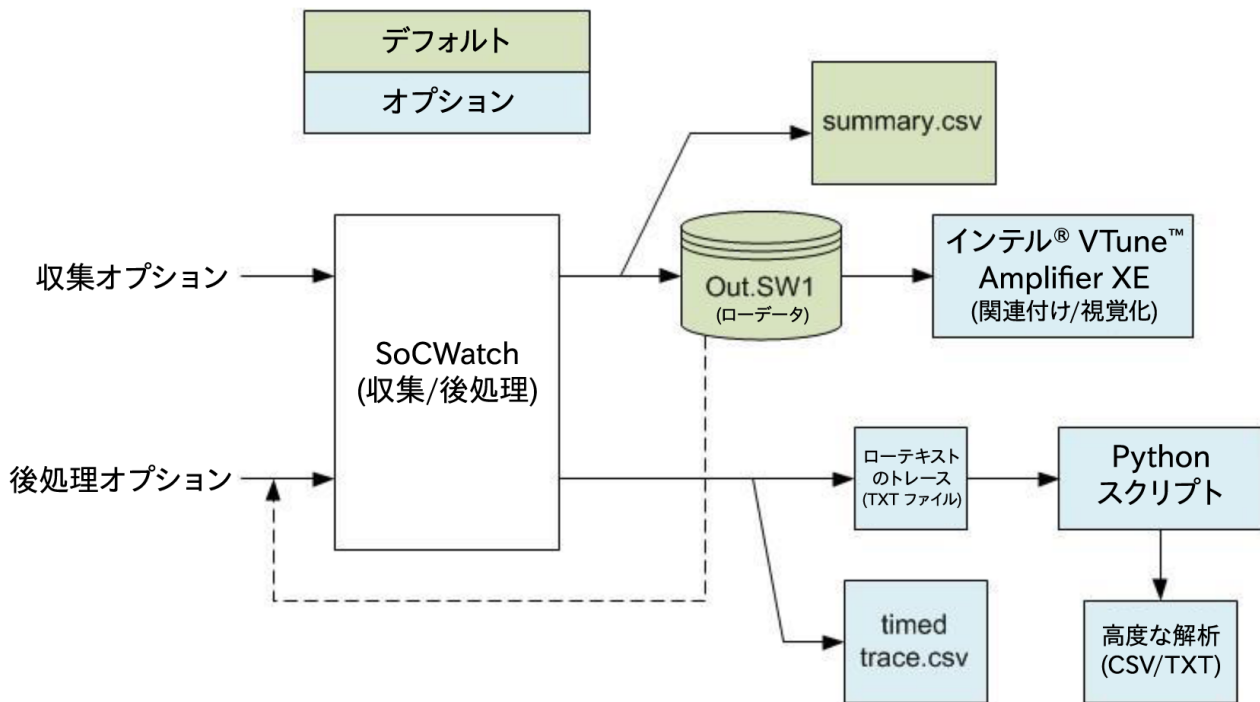 デフォルト
オプション
summary.csv
収集オプション
SoCWatch
(収集/後処理)
Out.SW1
(ローデータ)
インテル® VTune™
Amplifier XE
(関連付け/視覚化)
後処理オプション
ローテキスト
のトレース
(TXT ファイル)
Python
スクリプト
timed
trace.csv
高度な解析
(CSV/TXT)